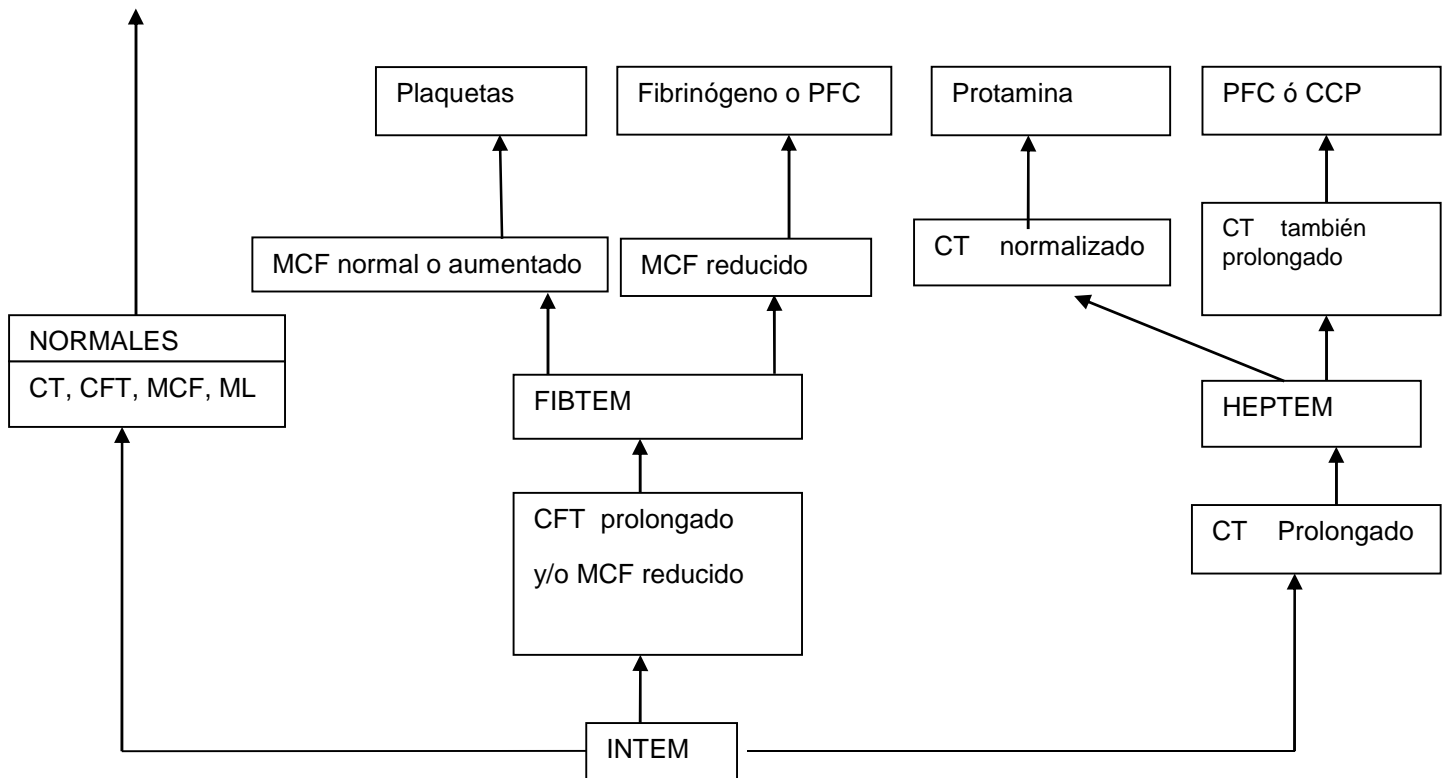 Plaquetas
Fibrinógeno o PFC
Protamina
PFC ó CCP
MCF normal o aumentado
MCF reducido
CT normalizado
CT también
prolongado
NORMALES
CT, CFT, MCF, ML
FIBTEM
HEPTEM
CFT prolongado
y/o MCF reducido
CT Prolongado
INTEM